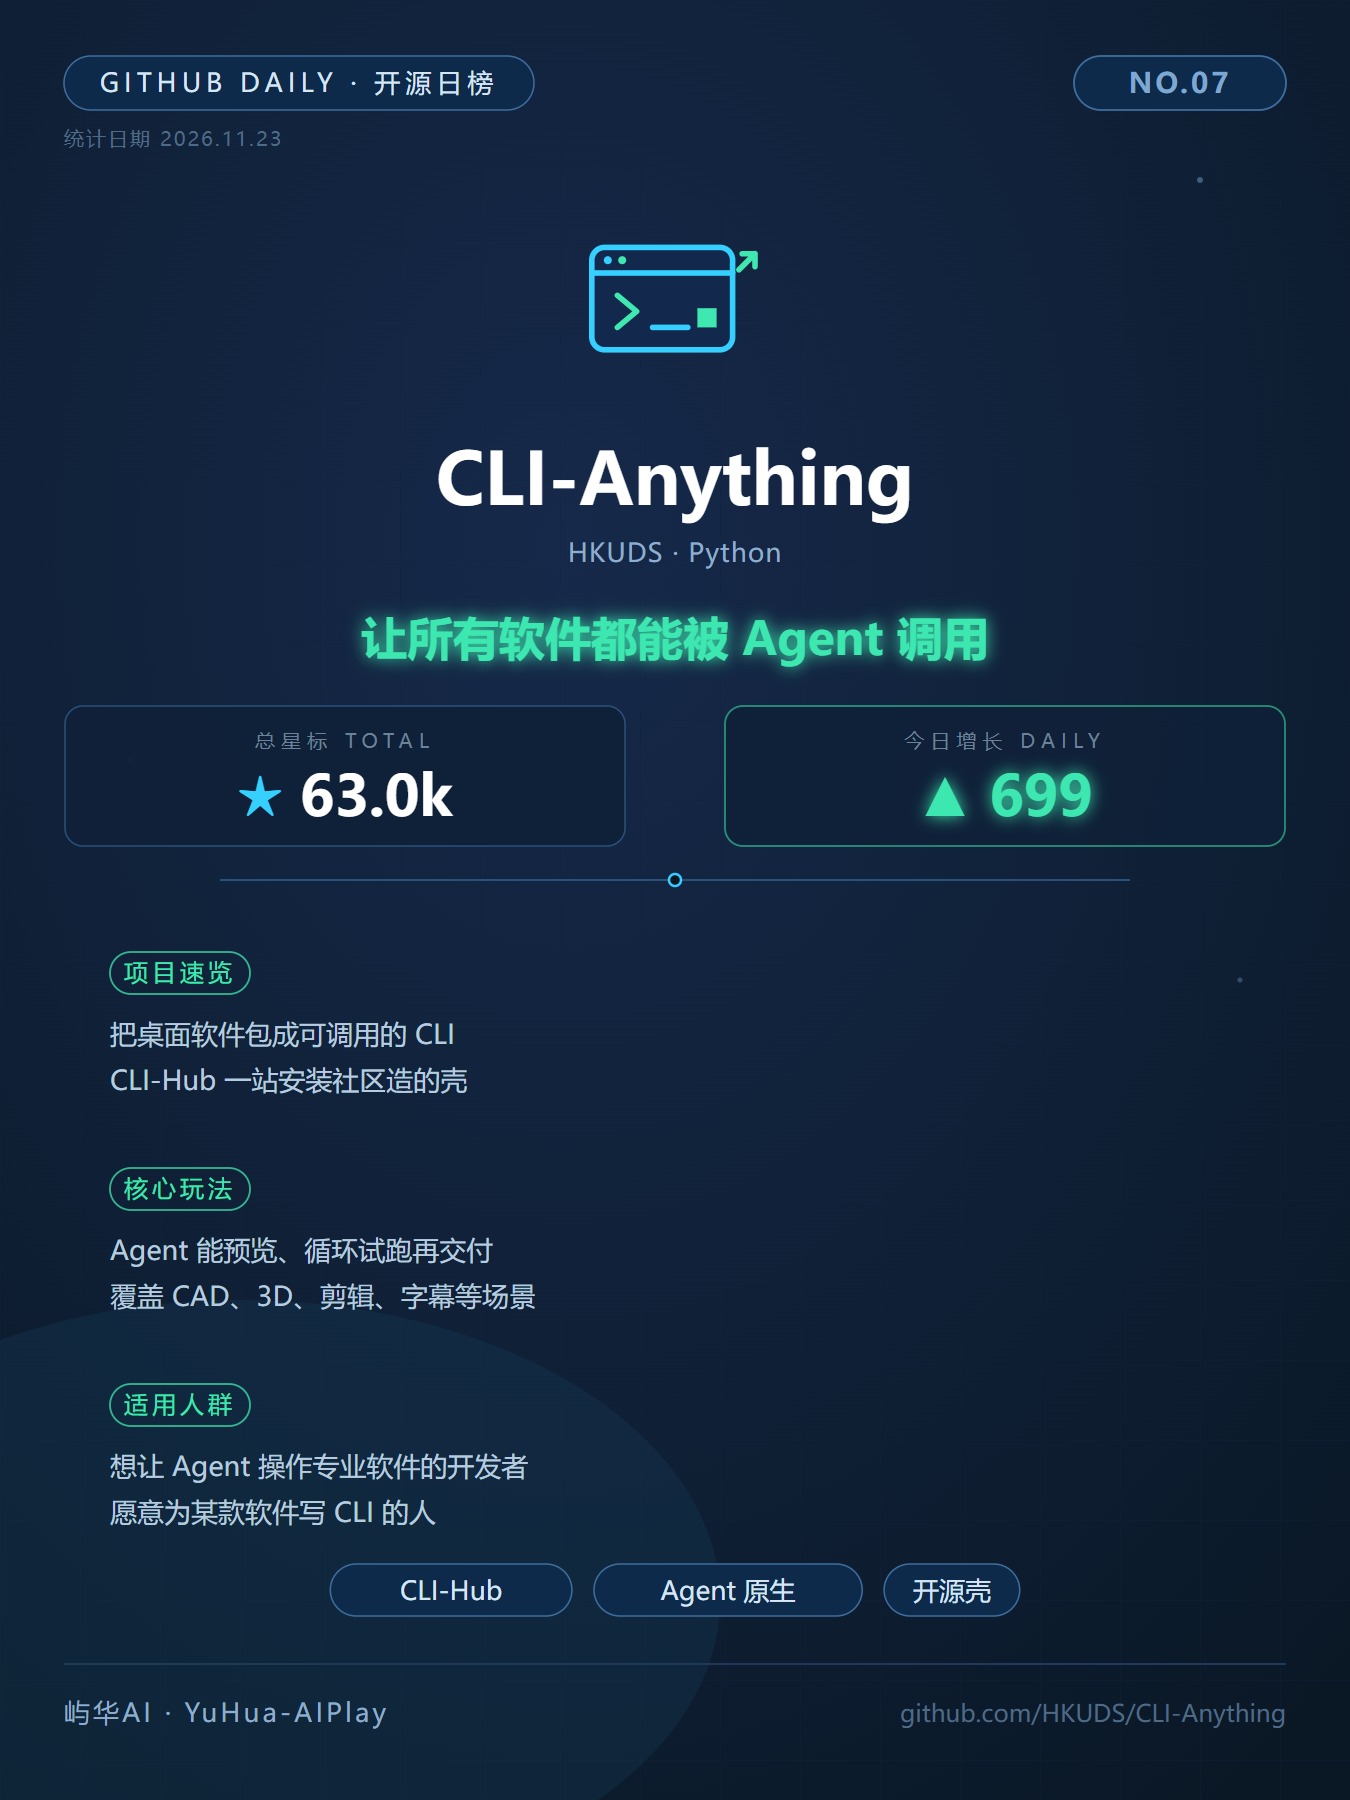 GITHUB DAILY · 开源日榜
NO.07
统计日期 2026.11.23
CLI-Anything
HKUDS · Python
让所有软件都能被 Agent 调用
总星标 TOTAL
★ 63.0k
今日增长 DAILY
▲ 699
项目速览
把桌面软件包成可调用的 CLI
CLI-Hub 一站安装社区造的壳
核心玩法
Agent 能预览、循环试跑再交付
覆盖 CAD、3D、剪辑、字幕等场景
适用人群
想让 Agent 操作专业软件的开发者
愿意为某款软件写 CLI 的人
CLI-Hub
Agent 原生
开源壳
屿华AI · YuHua-AIPlay
github.com/HKUDS/CLI-Anything